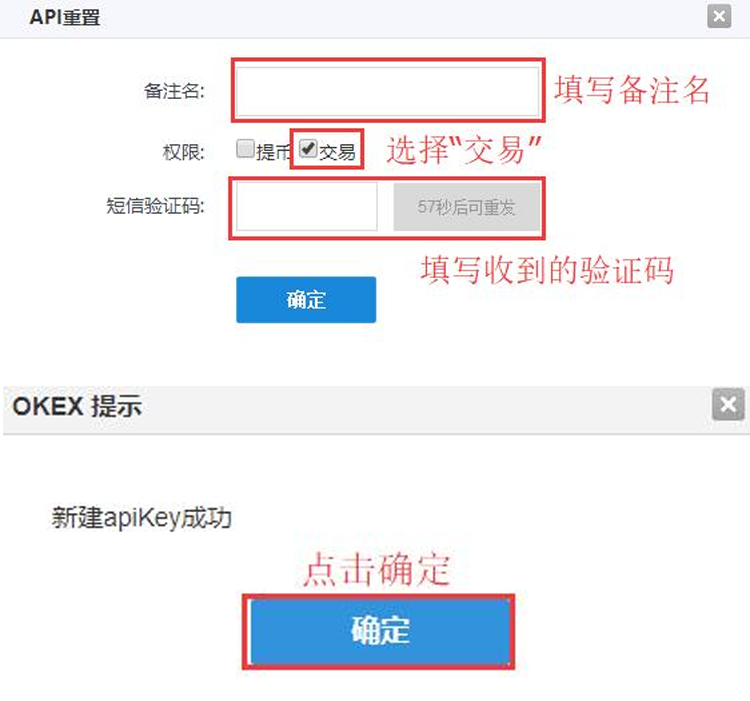 API重置
备注名: 填写备注名
权限: 提币 交易 选择“交易”
短信验证码: 57秒后可重发
填写收到的验证码
确定
OKEX 提示
新建apiKey成功
点击确定
确定